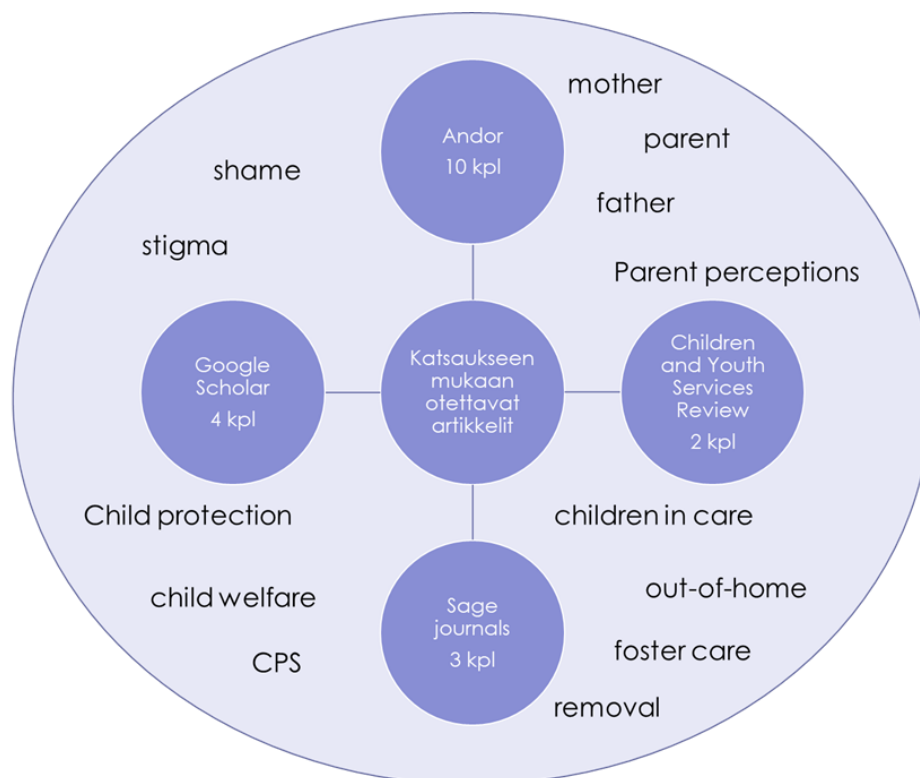 mother
Andor
10 kpl
parent
shame
father
stigma
Parent perceptions
Google
Scholar
4 kpl
Katsaukseen
mukaan
otettavat
artikkelit
Children
and Youth
Services
Review
2 kpl
Child protection
children in care
child welfare
out-of-home
Sage
journals
3 kpl
CPS
foster care
removal